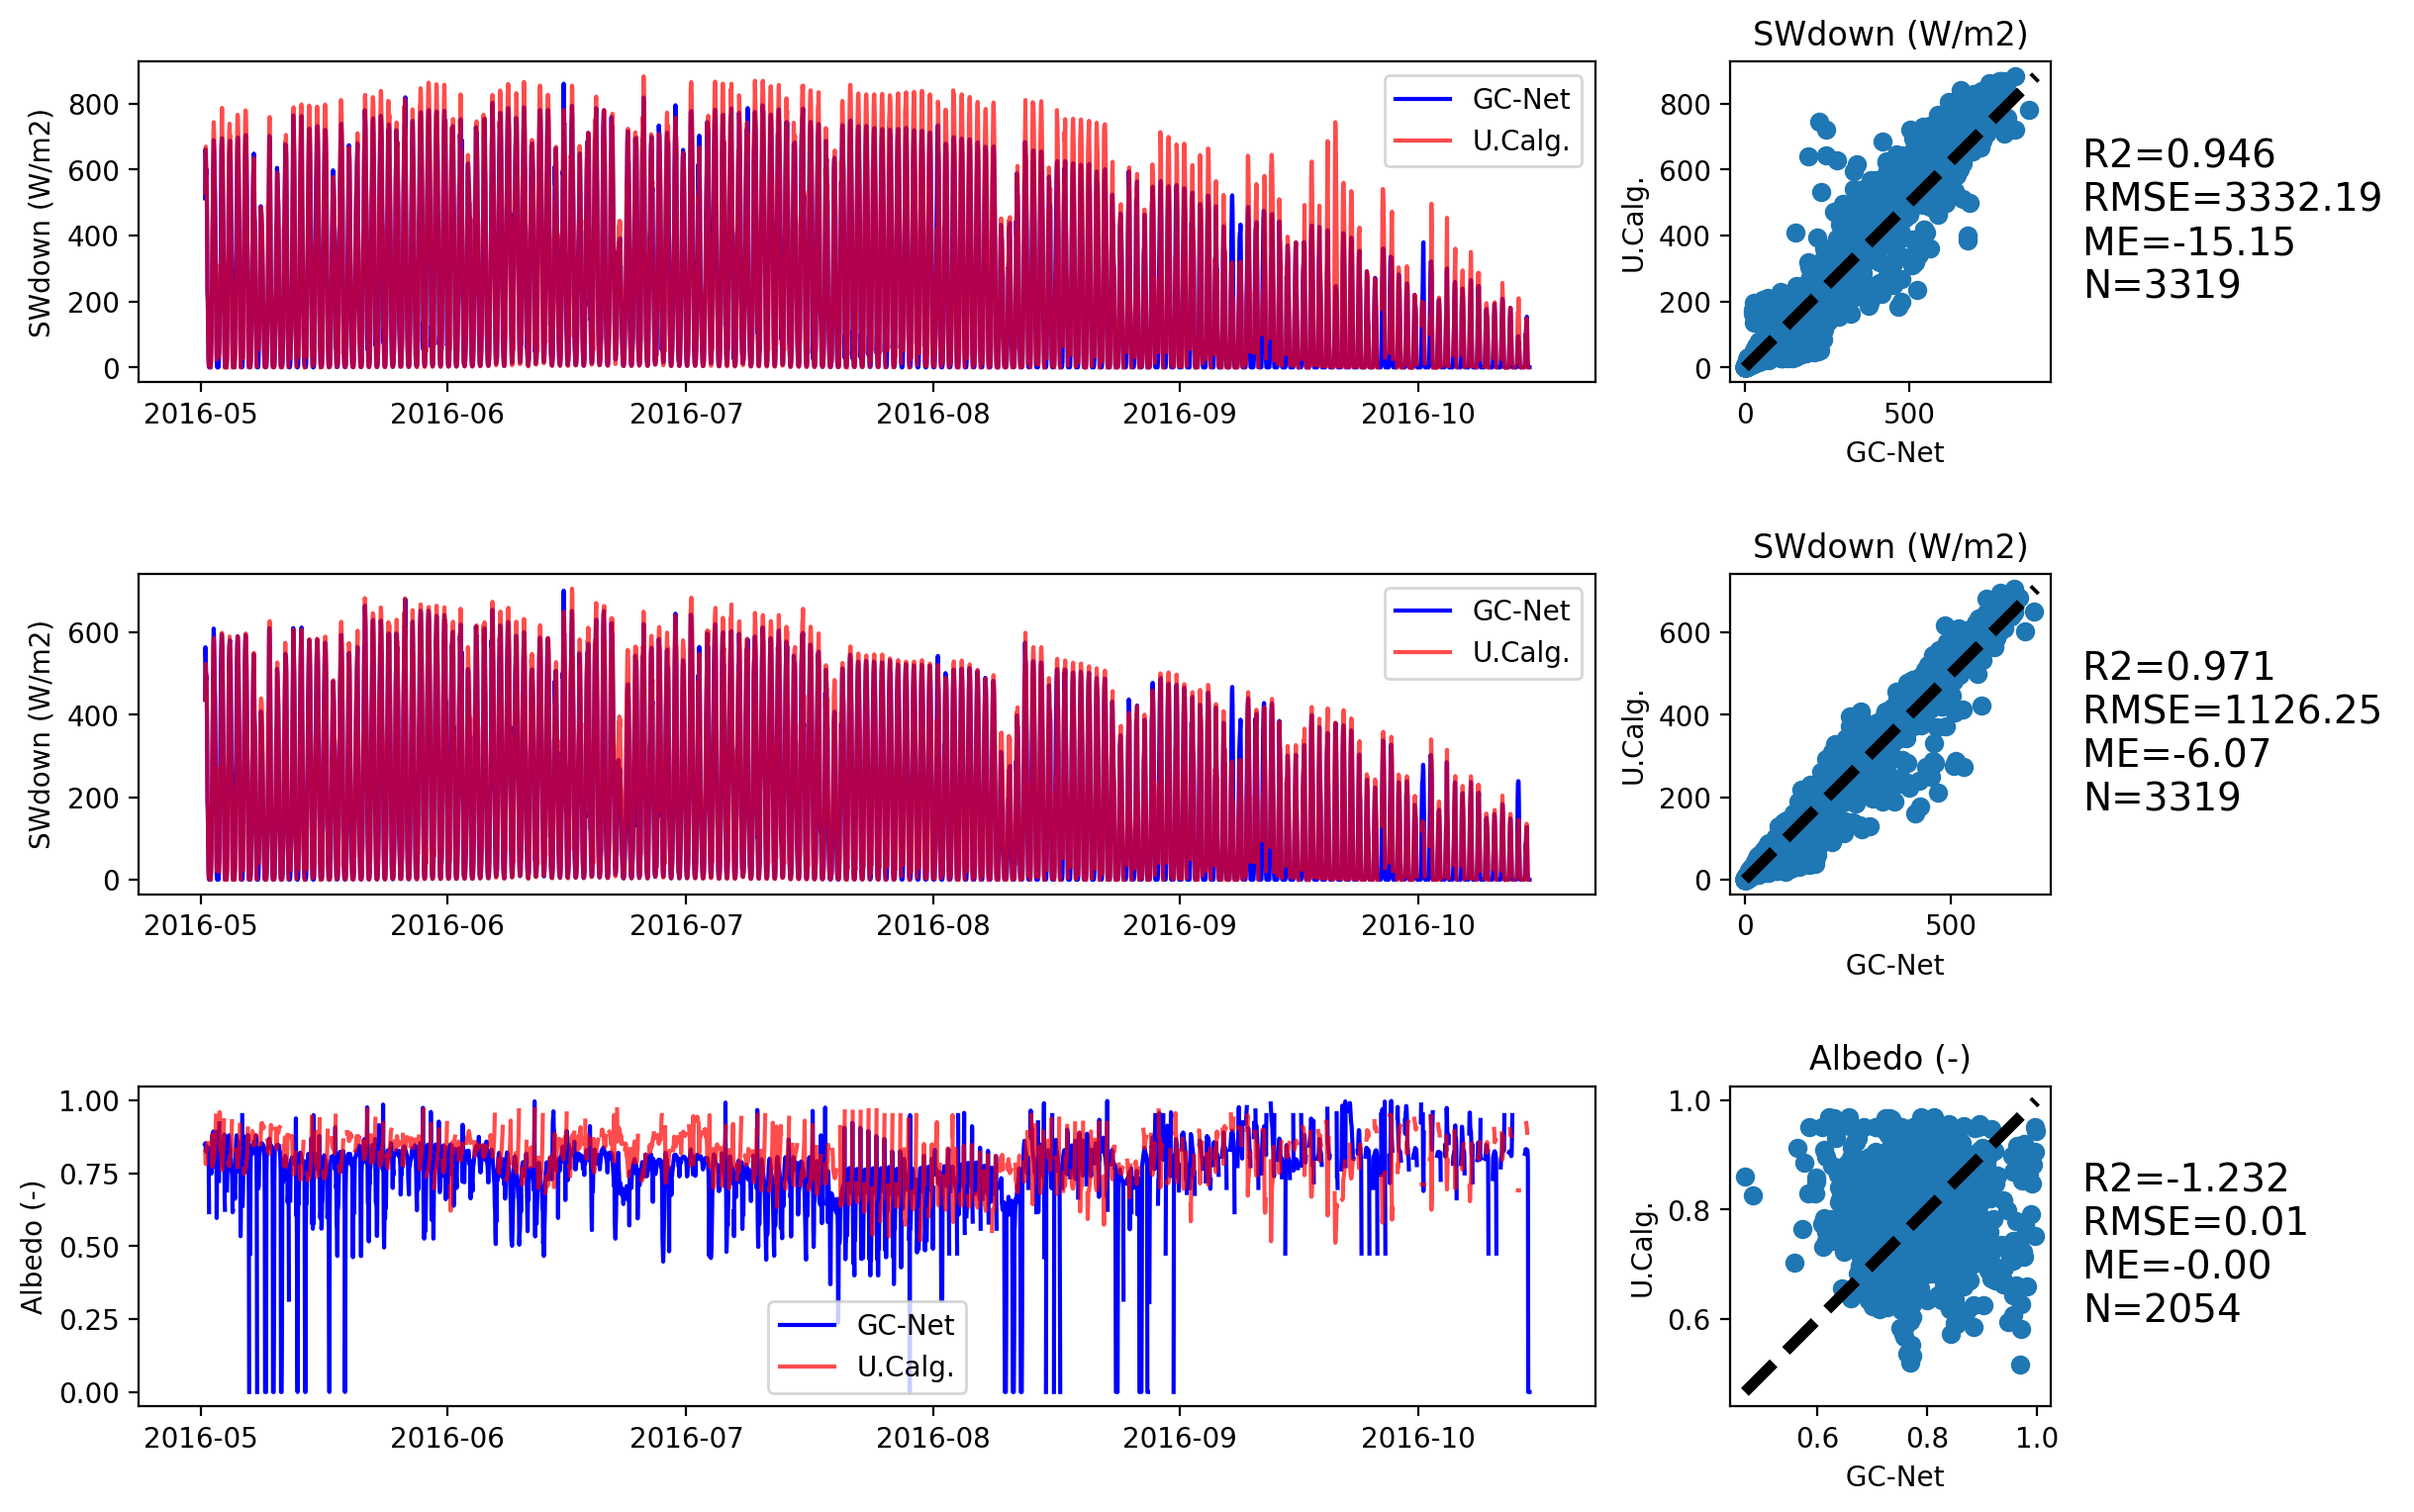 SWdown (W/m2)
800
600
400
200
0
2016-05 2016-06 2016-07 2016-08 2016-09 2016-10
SWdown (W/m2)
GC-Net
U.Calg.
SWdown (W/m2)
U.Calg.
800
600
400
200
0
0 500
GC-Net
R2=0.946
RMSE=3332.19
ME=-15.15
N=3319
SWdown (W/m2)
600
400
200
0
2016-05 2016-06 2016-07 2016-08 2016-09 2016-10
GC-Net
U.Calg.
SWdown (W/m2)
U.Calg.
600
400
200
0
0 500
GC-Net
R2=0.971
RMSE=1126.25
ME=-6.07
N=3319
Albedo (-)
1.00
0.75
0.50
0.25
0.00
2016-05 2016-06 2016-07 2016-08 2016-09 2016-10
GC-Net
U.Calg.
Albedo (-)
U.Calg.
1.0
0.8
0.6
0.6 0.8 1.0
GC-Net
R2=-1.232
RMSE=0.01
ME=-0.00
N=2054